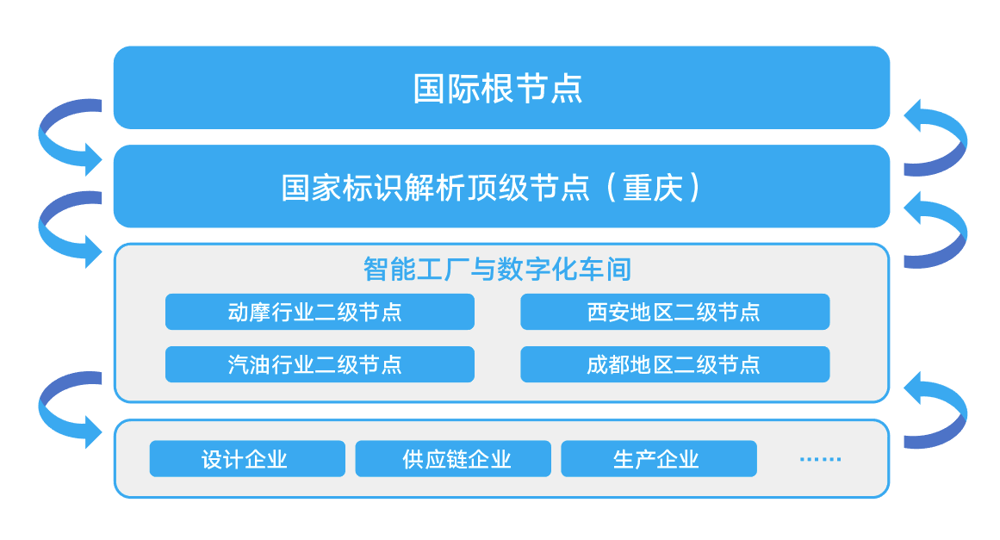 国际根节点
国家标识解析顶级节点（重庆）
智能工厂与数字化车间
动摩行业二级节点
西安地区二级节点
汽油行业二级节点
成都地区二级节点
设计企业
供应链企业
生产企业
……